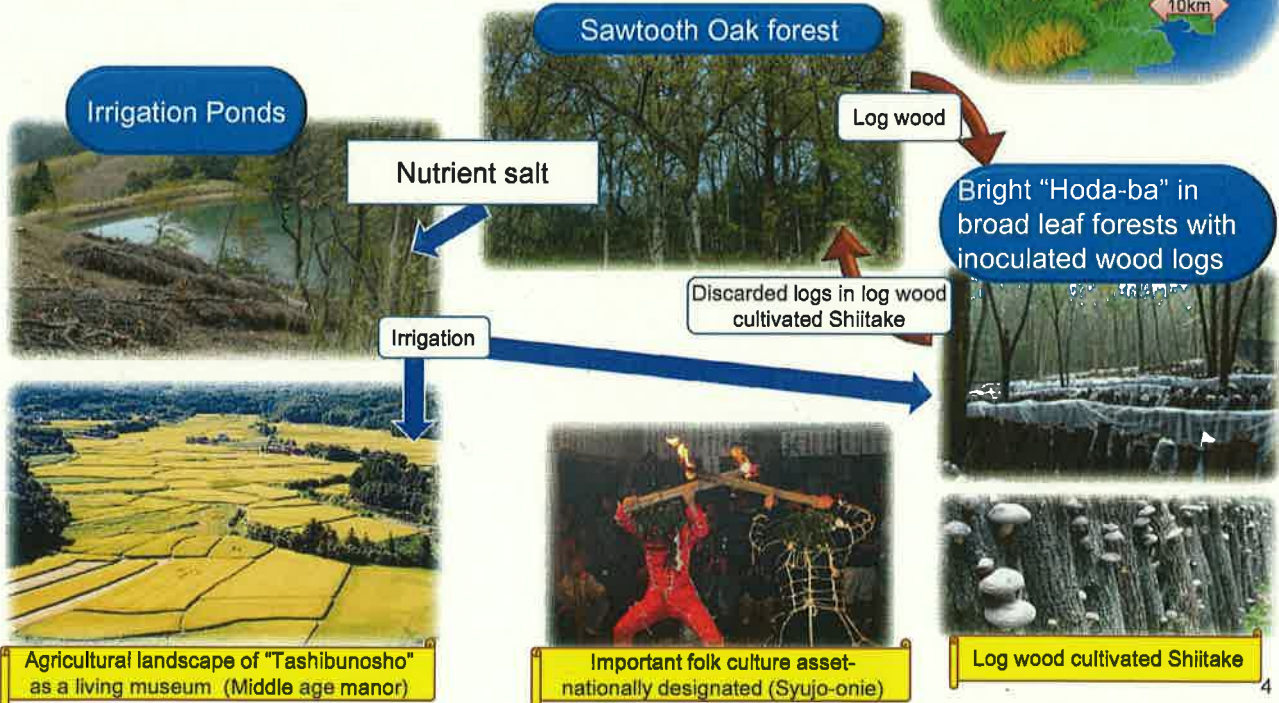 10km
Sawtooth Oak forest
Irrigation Ponds
Log wood
Nutrient salt
Bright “Hoda-ba” in
broad leaf forests with
inoculated wood logs
Discarded logs in log wood
cultivated Shiitake
Irrigation
Agricultural landscape of "Tashibunosho"
as a living museum (Middle age manor)
Important folk culture asset-
nationally designated (Syujo-onie)
Log wood cultivated Shiitake
4